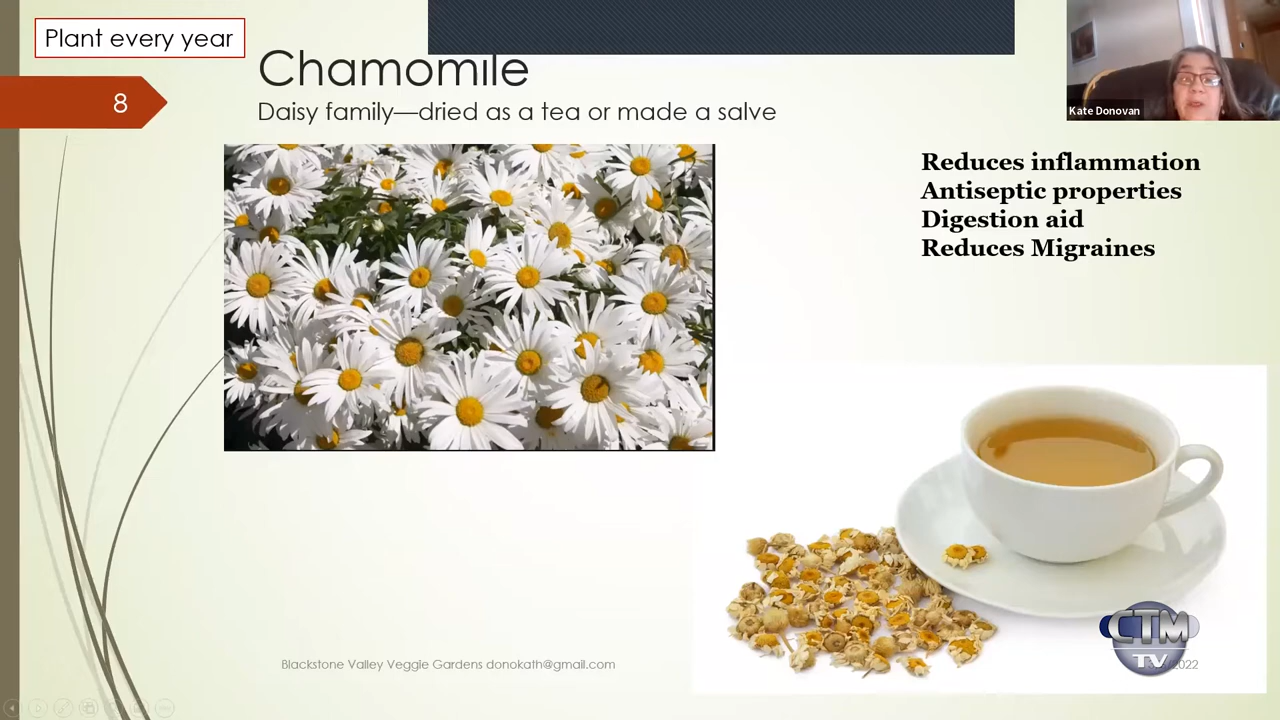 Plant every year
8
Chamomile
Daisy family—dried as a tea or made a salve
Kate Donovan
Reduces inflammation
Antiseptic properties
Digestion aid
Reduces Migraines
CTM
TV
Blackstone Valley Veggie Gardens donokath@gmail.com